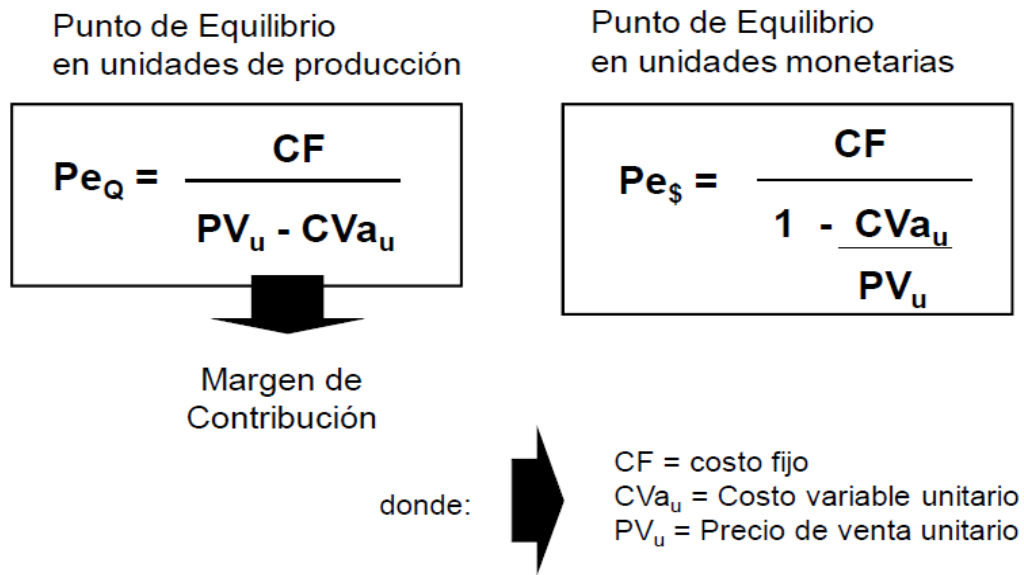 Punto de Equilibrio
en unidades de producción
Pe_Q = CF
PV_u - CVa_u
Margen de
Contribución
Punto de Equilibrio
en unidades monetarias
Pe_$ = CF
1 - CVa_u
PV_u
donde:
CF = costo fijo
CVa_u = Costo variable unitario
PV_u = Precio de venta unitario